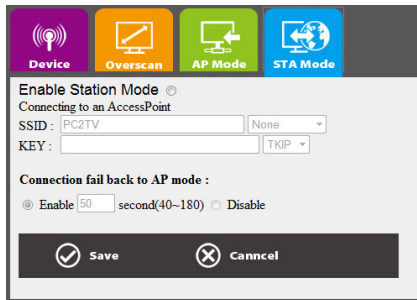 Device Overscan AP Mode STA Mode
Enable Station Mode
Connecting to an AccessPoint
SSID : PC2TV None
KEY : TKIP
Connection fail back to AP mode :
Enable 50 second(40~180) Disable
Save Canncel